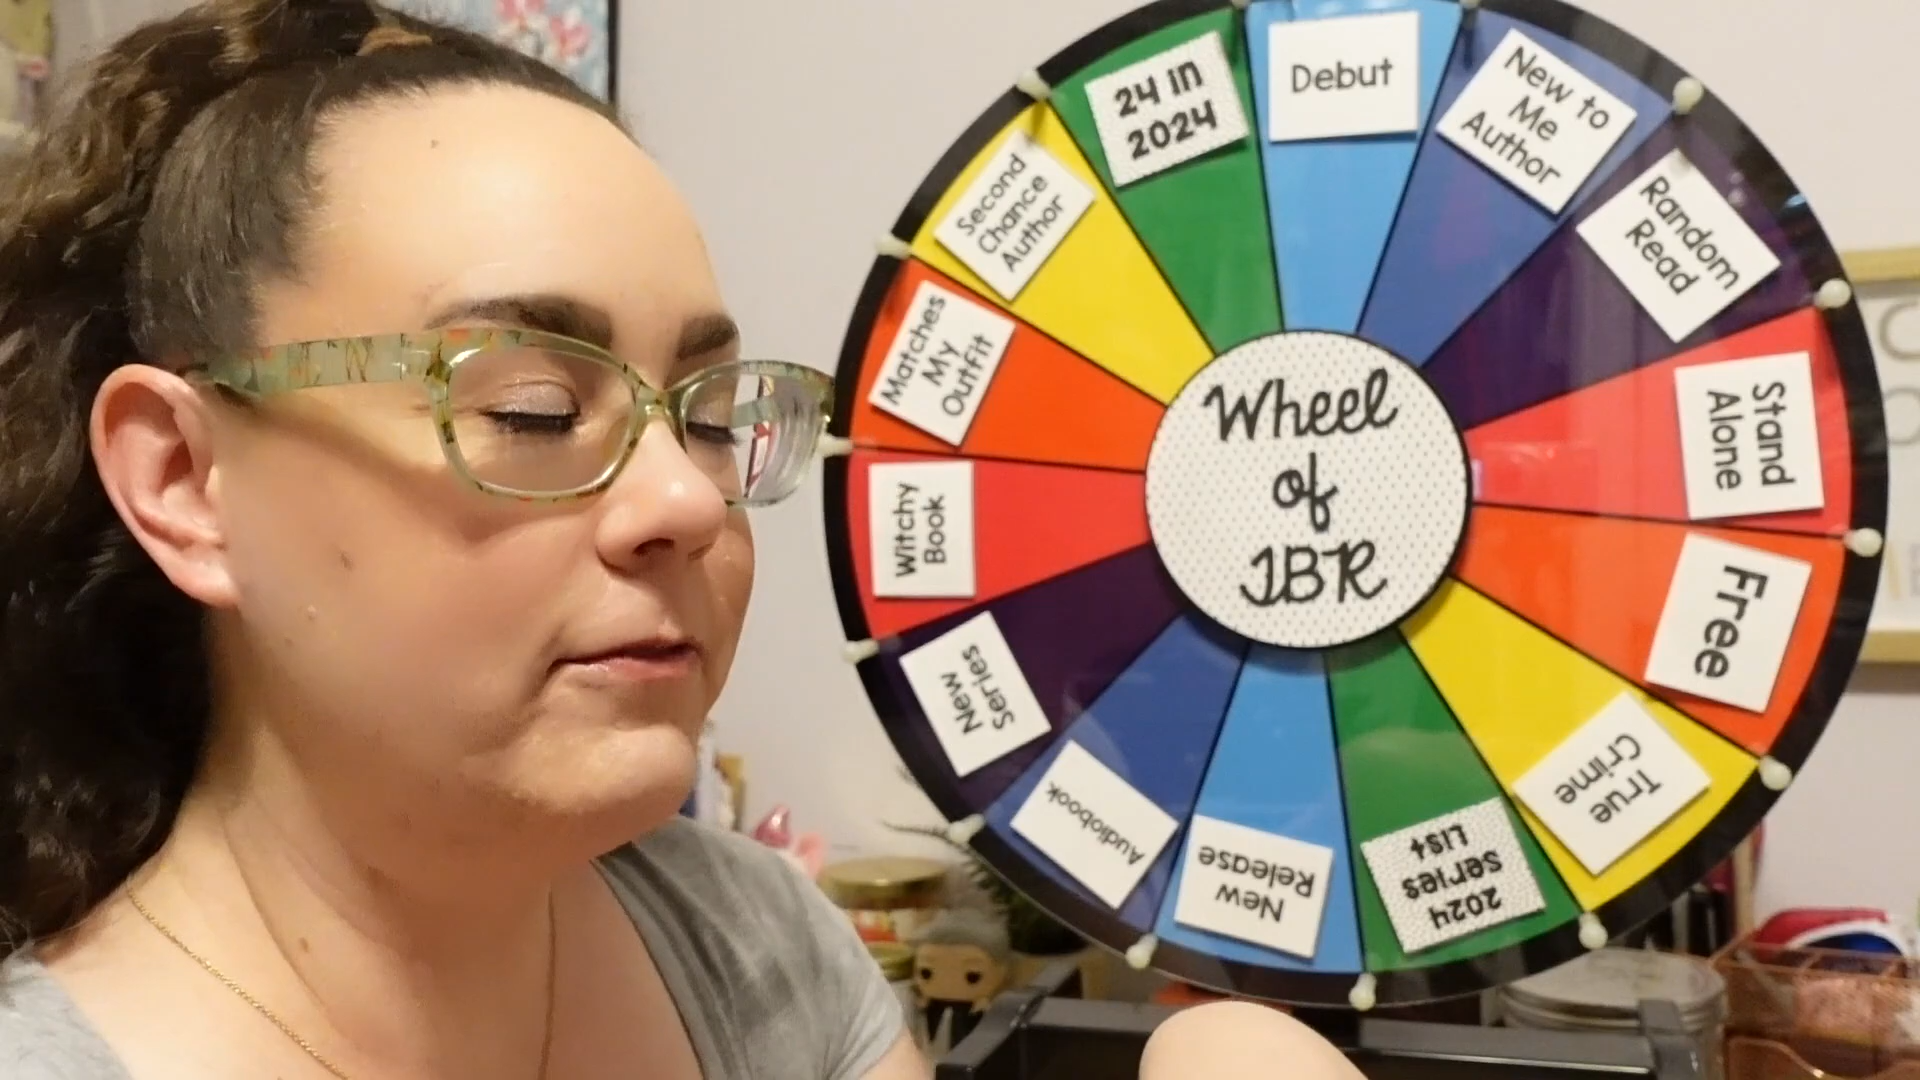 Wheel
of
TBR
24 in
2024
Debut
New to
Me
Author
Random
Read
Stand
Alone
Free
True
Crime
2024
Series
List
New
Release
Audiobook
New
Series
Witchy
Book
Matches
My
Outfit
Second
Chance
Author